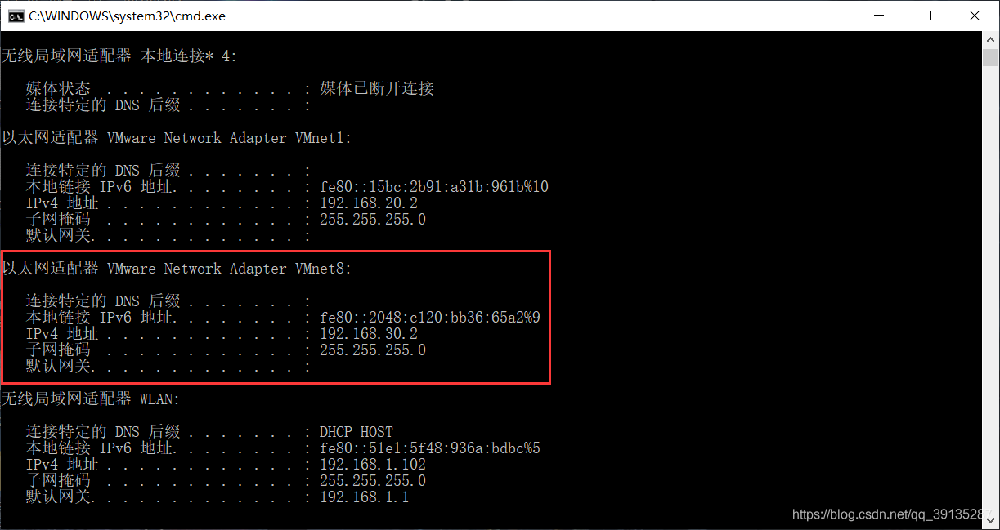 C:\WINDOWS\system32\cmd.exe
无线局域网适配器 本地连接* 4:
媒体状态 . . . . . . . . . . . . : 媒体已断开连接
连接特定的 DNS 后缀 . . . . . . . :
以太网适配器 VMware Network Adapter VMnet1:
连接特定的 DNS 后缀 . . . . . . . :
本地链接 IPv6 地址. . . . . . . . : fe80::15bc:2b91:a31b:961b%10
IPv4 地址 . . . . . . . . . . . . : 192.168.20.2
子网掩码 . . . . . . . . . . . . : 255.255.255.0
默认网关. . . . . . . . . . . . . :
以太网适配器 VMware Network Adapter VMnet8:
连接特定的 DNS 后缀 . . . . . . . :
本地链接 IPv6 地址. . . . . . . . : fe80::2048:c120:bb36:65a2%9
IPv4 地址 . . . . . . . . . . . . : 192.168.30.2
子网掩码 . . . . . . . . . . . . : 255.255.255.0
默认网关. . . . . . . . . . . . . :
无线局域网适配器 WLAN:
连接特定的 DNS 后缀 . . . . . . . : DHCP HOST
本地链接 IPv6 地址. . . . . . . . : fe80::51e1:5f48:936a:bdbc%5
IPv4 地址 . . . . . . . . . . . . : 192.168.1.102
子网掩码 . . . . . . . . . . . . : 255.255.255.0
默认网关. . . . . . . . . . . . . : 192.168.1.1
https://blog.csdn.net/qq_39135287